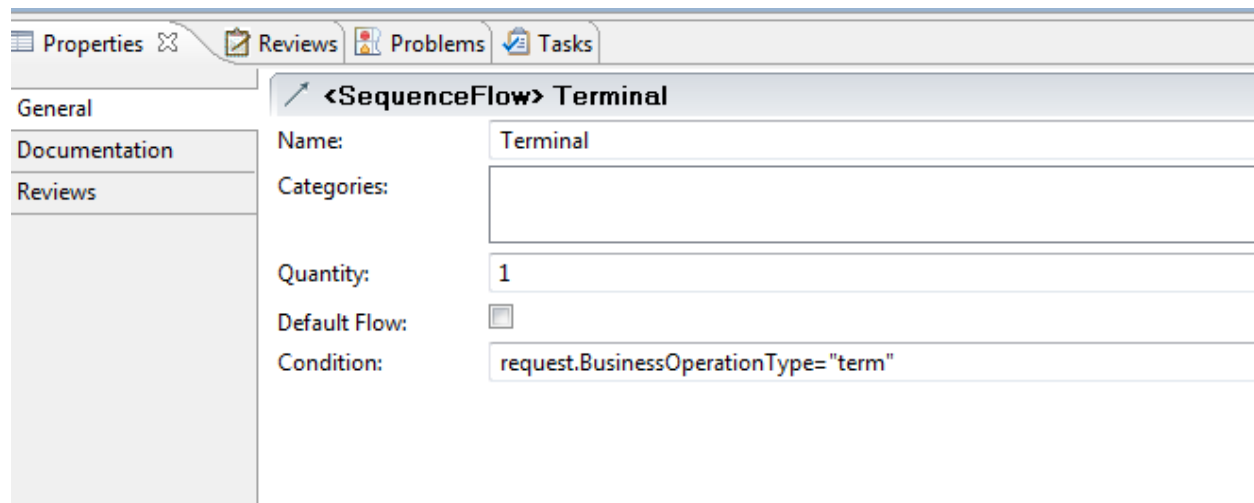 Properties Reviews Problems Tasks
General
Documentation
Reviews
<SequenceFlow> Terminal
Name: Terminal
Categories:
Quantity: 1
Default Flow:
Condition: request.BusinessOperationType="term"